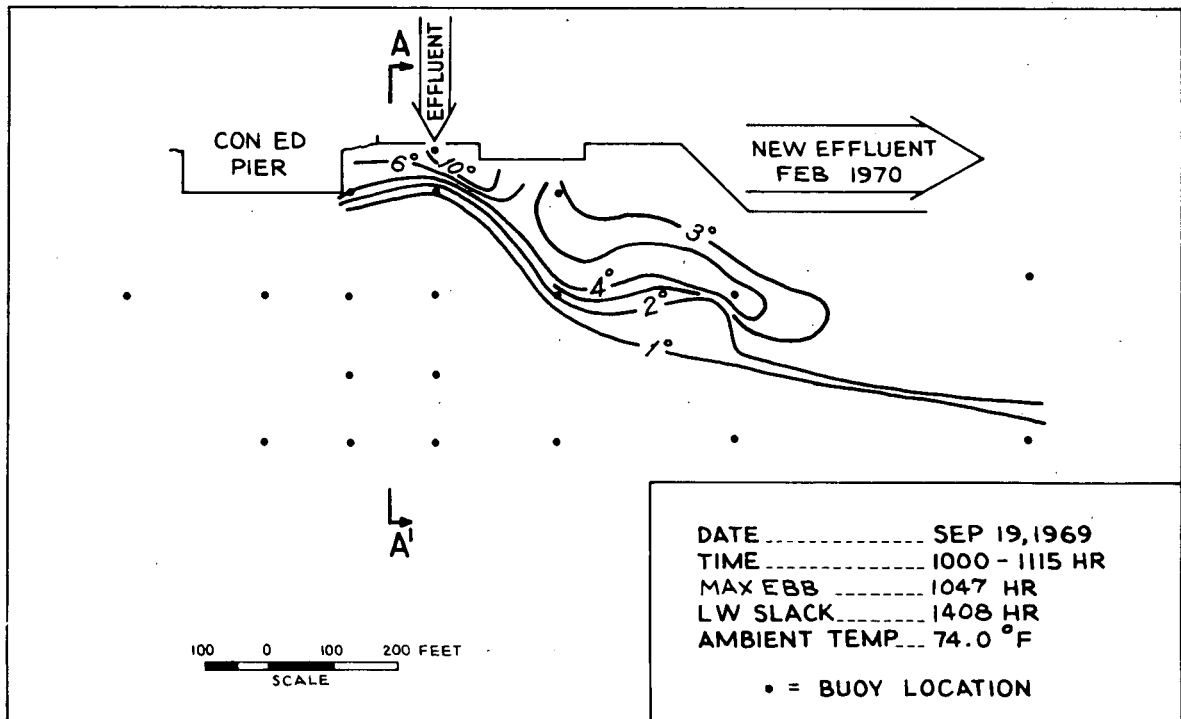 A
EFFLUENT
CON ED
PIER
6°
10°
NEW EFFLUENT
FEB 1970
3°
4°
2°
1°
A'
DATE ............... SEP 19, 1969
TIME ............... 1000 - 1115 HR
MAX EBB ........ 1047 HR
LW SLACK ........ 1408 HR
AMBIENT TEMP... 74.0 °F
• = BUOY LOCATION
100 0 100 200 FEET
SCALE